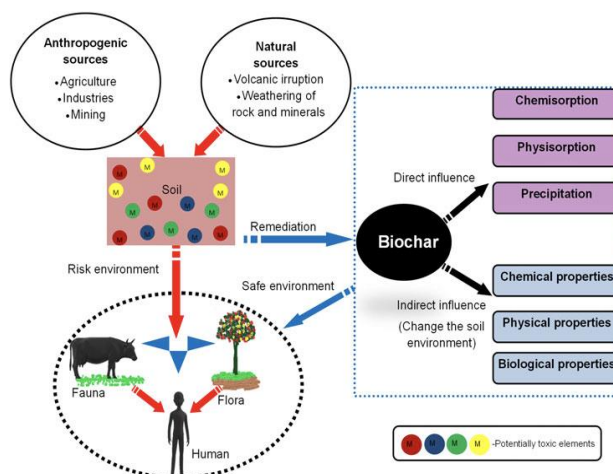 Anthropogenic
sources
•Agriculture
•Industries
•Mining
Natural
sources
•Volcanic irruption
•Weathering of
rock and minerals
M
M
M
M
Soil
M
M
M
M
M
M
M
M
M
M
M
Remediation
Risk environment
Safe environment
Fauna
Flora
Human
Biochar
Direct influence
Indirect influence
(Change the soil
environment)
Chemisorption
Physisorption
Precipitation
Chemical properties
Physical properties
Biological properties
M M M M -Potentially toxic elements